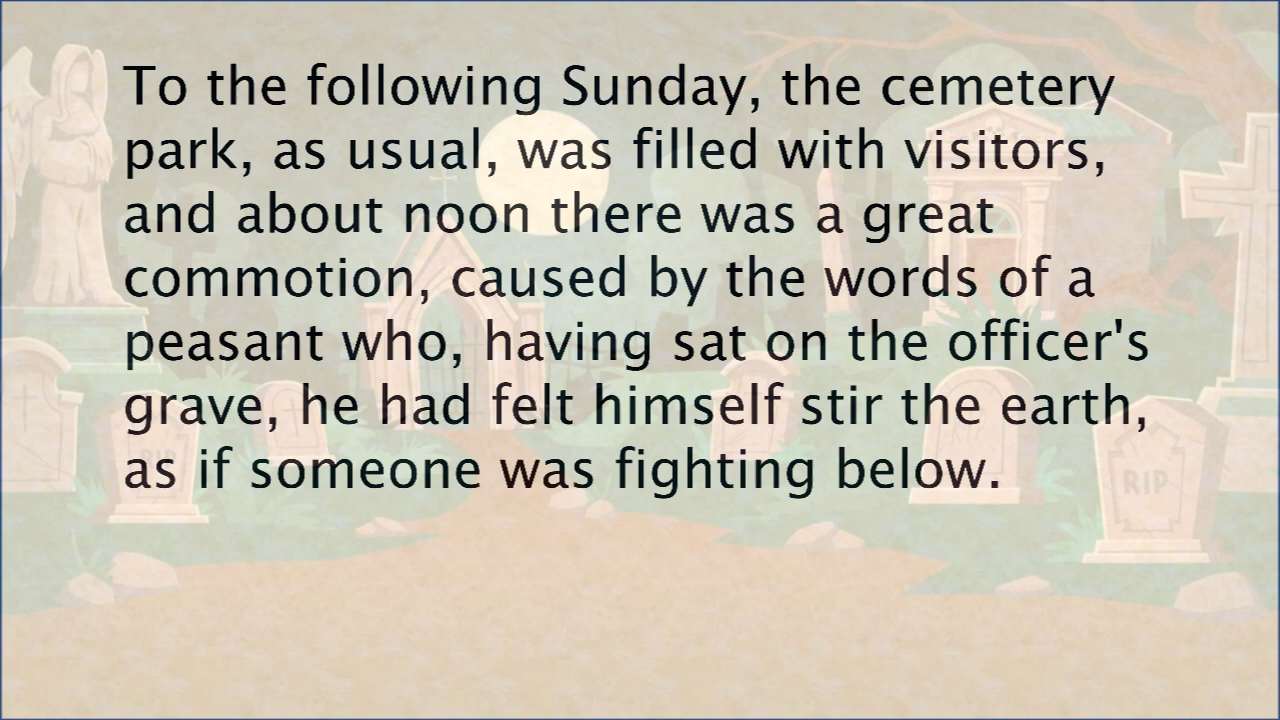 To the following Sunday, the cemetery
park, as usual, was filled with visitors,
and about noon there was a great
commotion, caused by the words of a
peasant who, having sat on the officer's
grave, he had felt himself stir the earth,
as if someone was fighting below.
RIP